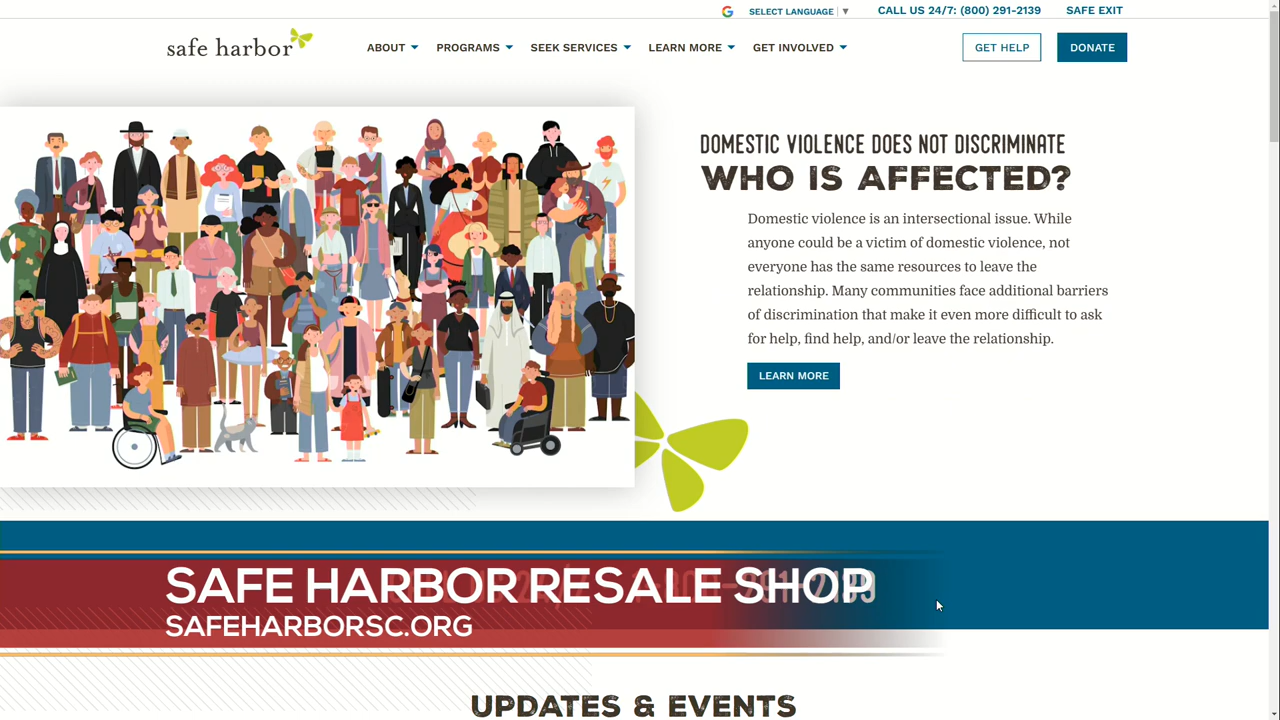 SELECT LANGUAGE ▼
CALL US 24/7: (800) 291-2139
SAFE EXIT
safe harbor
ABOUT
PROGRAMS
SEEK SERVICES
LEARN MORE
GET INVOLVED
GET HELP
DONATE
DOMESTIC VIOLENCE DOES NOT DISCRIMINATE
WHO IS AFFECTED?
Domestic violence is an intersectional issue. While
anyone could be a victim of domestic violence, not
everyone has the same resources to leave the
relationship. Many communities face additional barriers
of discrimination that make it even more difficult to ask
for help, find help, and/or leave the relationship.
LEARN MORE
SAFE HARBOR RESALE SHOP
SAFEHARBORSC.ORG
UPDATES & EVENTS